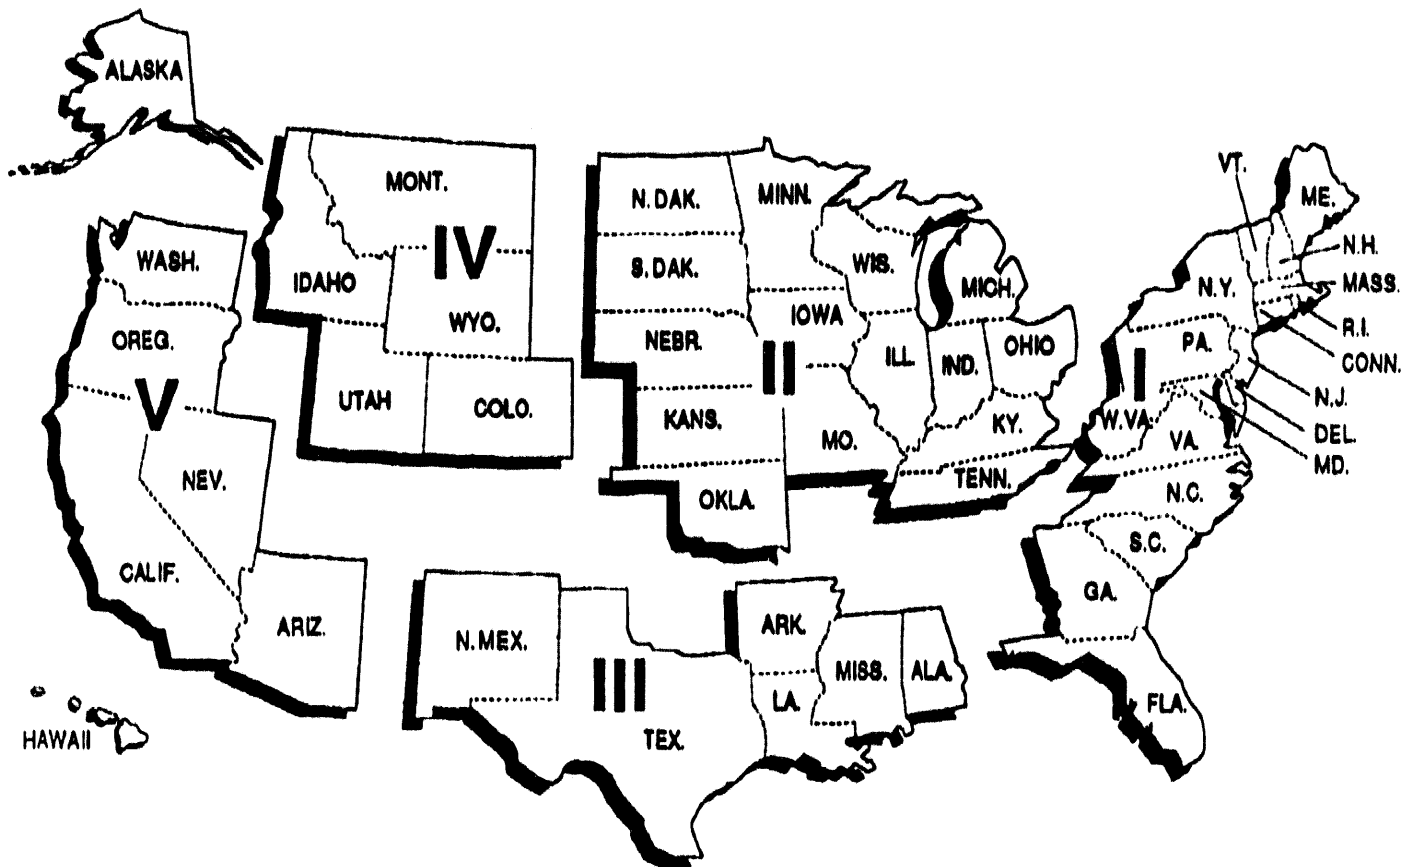 ALASKA
MONT.
VT.
ME.
N. DAK.
MINN.
N.H.
WASH.
IV
IDAHO
S. DAK.
WIS.
MICH.
N.Y.
MASS.
WYO.
IOWA
R.I.
OREG.
NEBR.
ILL.
IND.
OHIO
PA.
CONN.
V
II
I
UTAH
COLO.
KANS.
MO.
KY.
W.VA.
N.J.
VA.
DEL.
MD.
NEV.
OKLA.
TENN.
N.C.
S.C.
CALIF.
GA.
ARIZ.
N. MEX.
ARK.
III
MISS.
ALA.
LA.
FLA.
TEX.
HAWAII